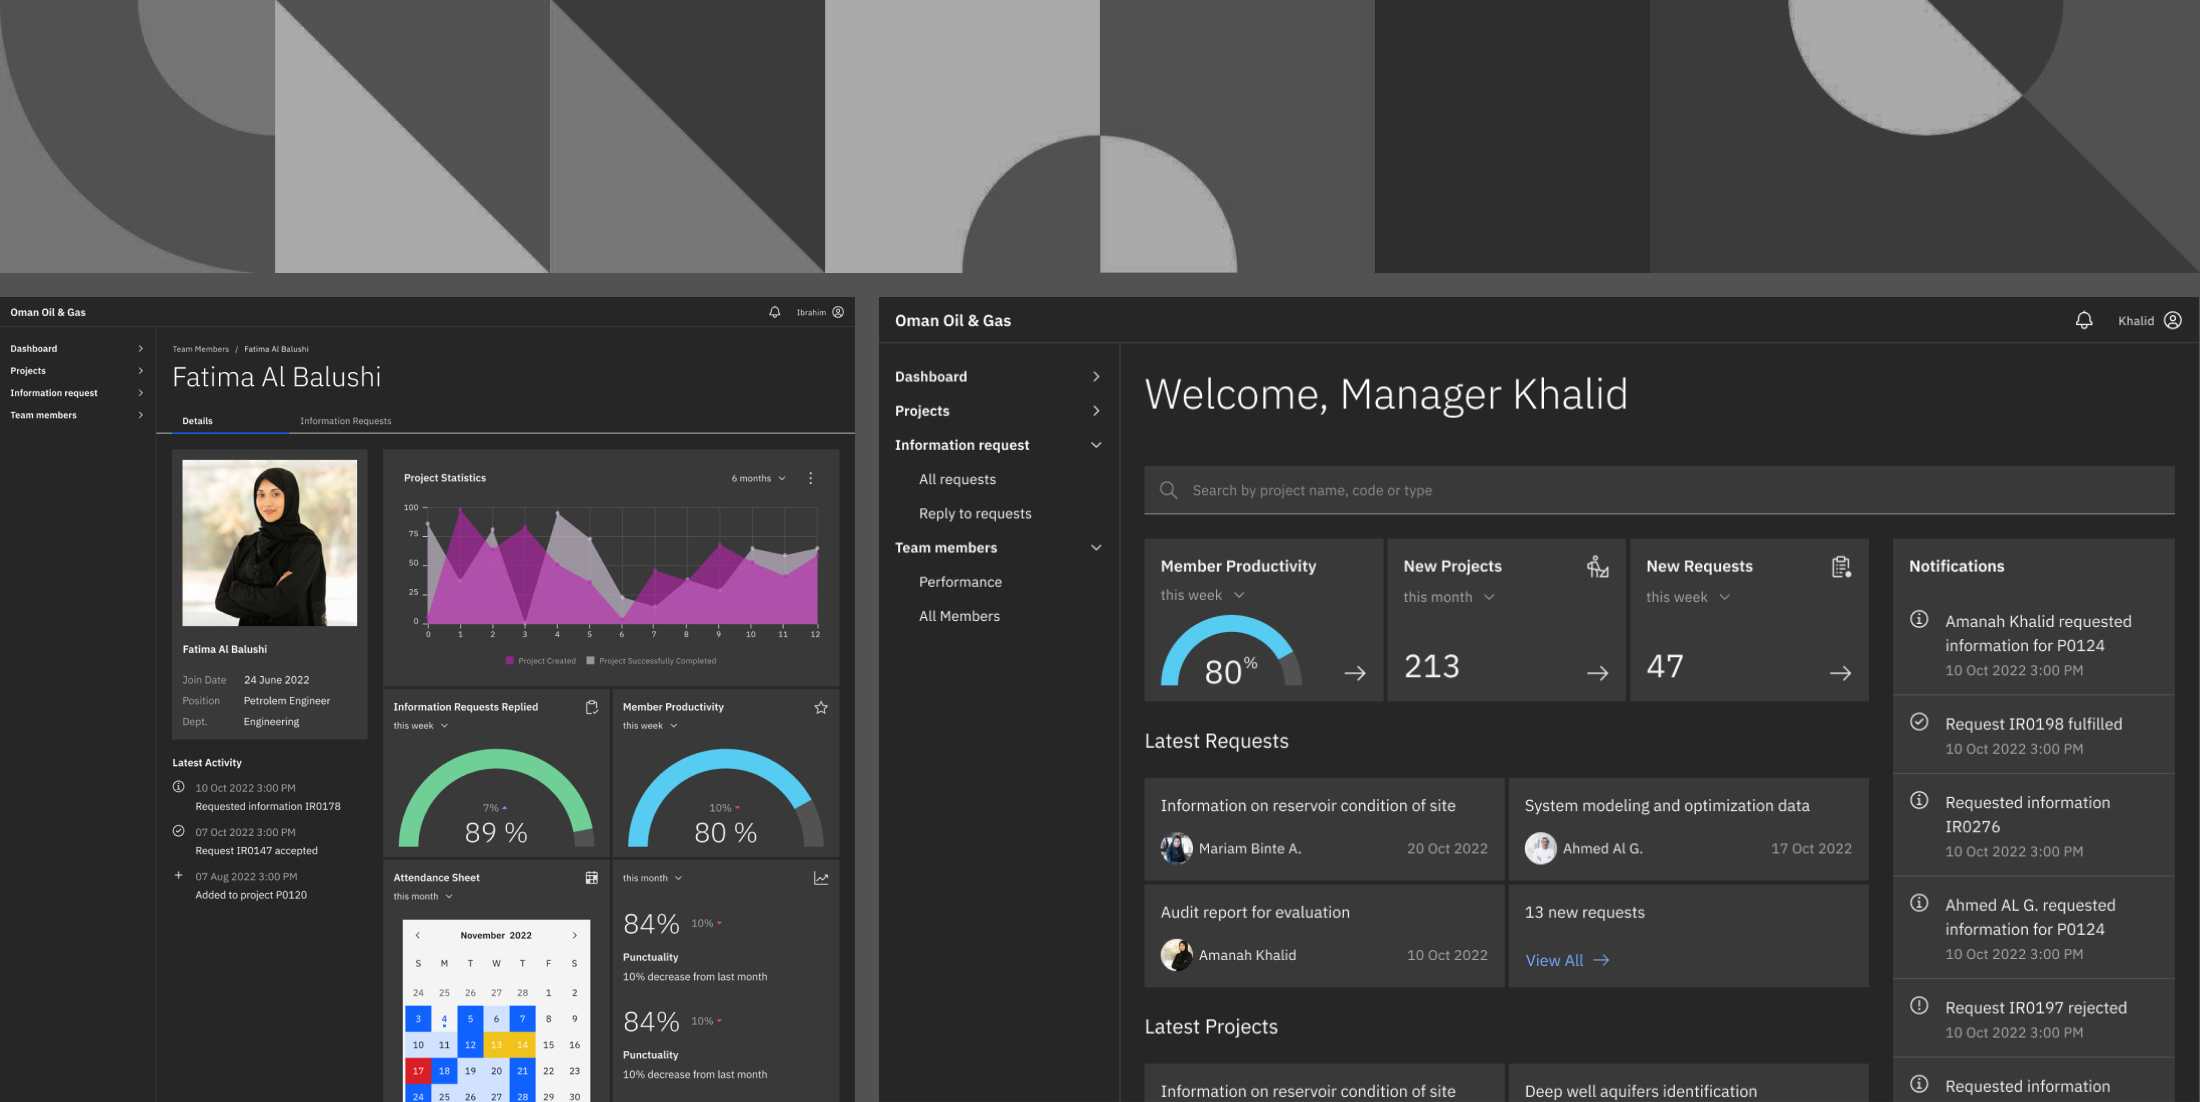 Oman Oil & Gas
Ibrahim
Dashboard
Projects
Information request
Team members
Team Members / Fatima Al Balushi
Fatima Al Balushi
Details
Information Requests
Fatima Al Balushi
Join Date 24 June 2022
Position Petrolem Engineer
Dept. Engineering
Latest Activity
10 Oct 2022 3:00 PM
Requested information IR0178
07 Oct 2022 3:00 PM
Request IR0147 accepted
07 Aug 2022 3:00 PM
Added to project P0120
Project Statistics
6 months
100
75
50
25
0
0 1 2 3 4 5 6 7 8 9 10 11 12
Project Created Project Successfully Completed
Information Requests Replied
this week
7%
89 %
Member Productivity
this week
10%
80 %
Attendance Sheet
this month
November 2022
S M T W T F S
24 25 26 27 28 1 2
3 4 5 6 7 8 9
10 11 12 13 14 15 16
17 18 19 20 21 22 23
24 25 26 27 28 29 30
this month
84% 10%
Punctuality
10% decrease from last month
84% 10%
Punctuality
10% decrease from last month
Oman Oil & Gas
Khalid
Dashboard
Projects
Information request
All requests
Reply to requests
Team members
Performance
All Members
Welcome, Manager Khalid
Search by project name, code or type
Member Productivity
this week
80%
New Projects
this month
213
New Requests
this week
47
Latest Requests
Information on reservoir condition of site
Mariam Binte A. 20 Oct 2022
System modeling and optimization data
Ahmed Al G. 17 Oct 2022
Audit report for evaluation
Amanah Khalid 10 Oct 2022
13 new requests
View All
Latest Projects
Information on reservoir condition of site
Deep well aquifers identification
Notifications
Amanah Khalid requested
information for P0124
10 Oct 2022 3:00 PM
Request IR0198 fulfilled
10 Oct 2022 3:00 PM
Requested information
IR0276
10 Oct 2022 3:00 PM
Ahmed AL G. requested
information for P0124
10 Oct 2022 3:00 PM
Request IR0197 rejected
10 Oct 2022 3:00 PM
Requested information